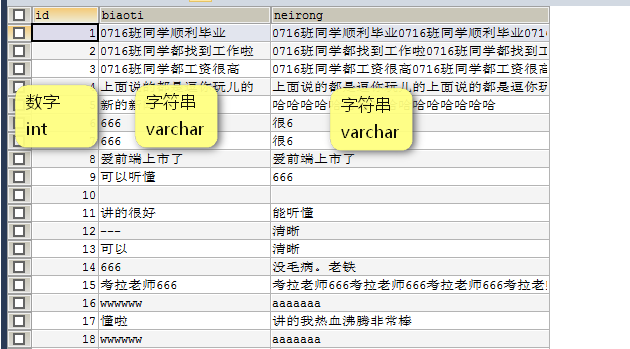 id biaoti neirong
1 0716班同学顺利毕业 0716班同学顺利毕业0716班同学顺利毕业071
2 0716班同学都找到工作啦 0716班同学都找到工作啦0716班同学都找到工
3 0716班同学都工资很高 0716班同学都工资很高0716班同学都工资很高
4 上面说的都是逗你玩儿的 上面说的都是逗你玩儿的上面说的都是逗你玩
数字 字符串 字符串
新的 哈哈哈哈 哈哈哈哈哈哈
int varchar varchar
6 666 很6
666 很6
8 爱前端上市了 爱前端上市了
9 可以听懂 666
10
11 讲的很好 能听懂
12 --- 清晰
13 可以 清晰
14 666 没毛病。老铁
15 考拉老师666 考拉老师666考拉老师666考拉老师666考拉老
16 wwwwww aaaaaaa
17 懂啦 讲的我热血沸腾非常棒
18 wwwwww aaaaaaa